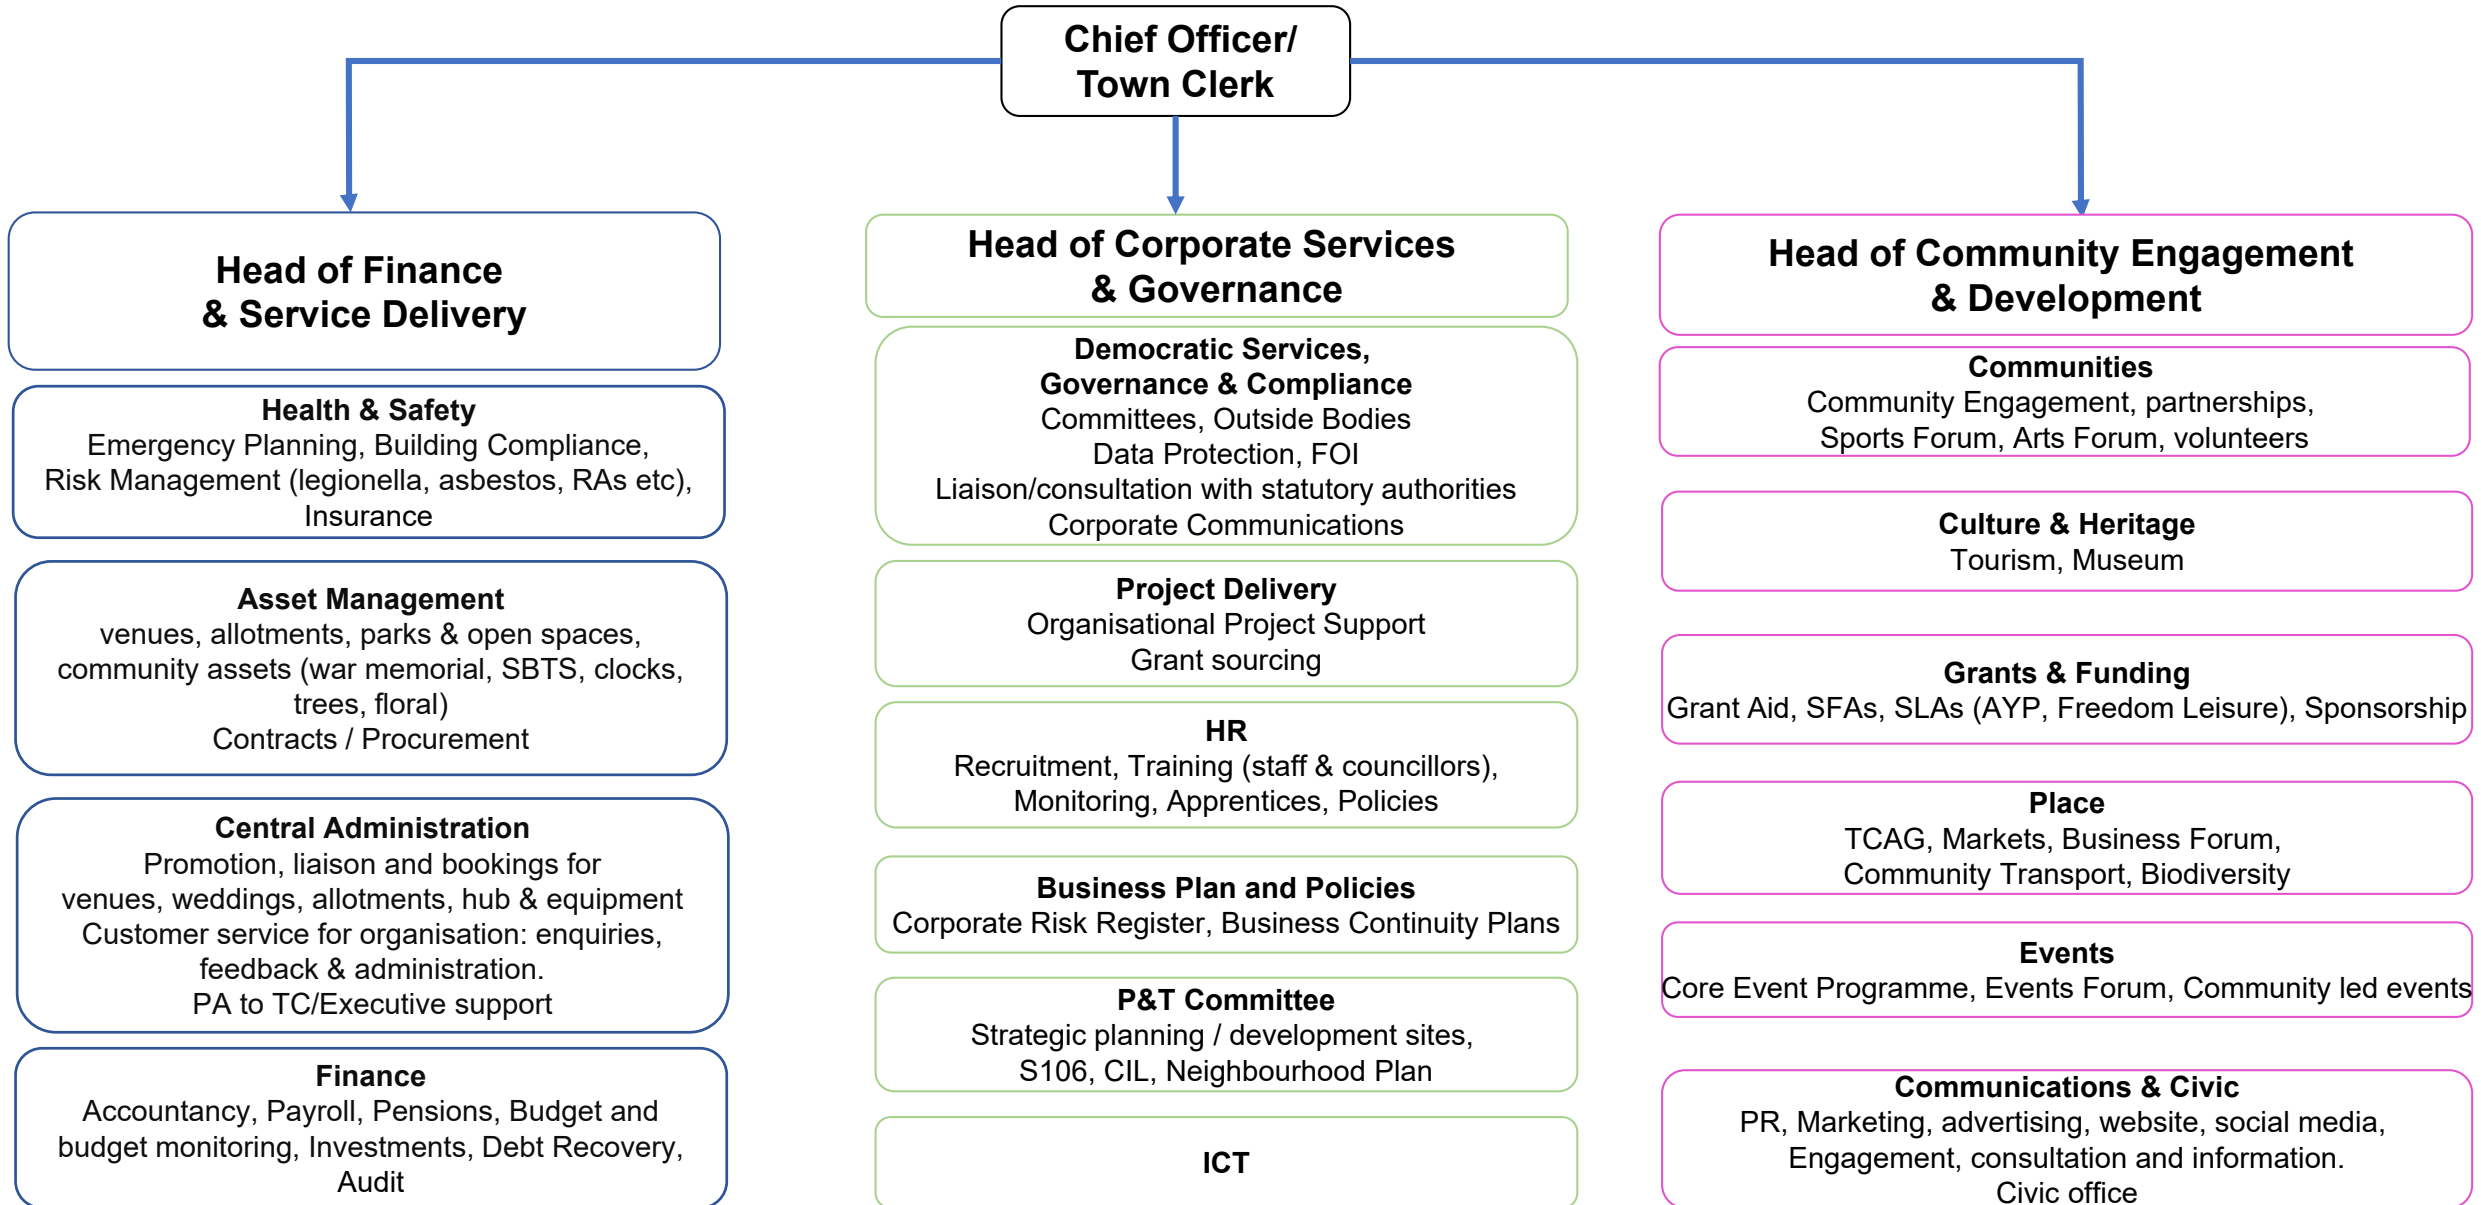 Chief Officer/
Town Clerk
Head of Finance
& Service Delivery
Health & Safety
Emergency Planning, Building Compliance,
Risk Management (legionella, asbestos, RAs etc),
Insurance
Asset Management
venues, allotments, parks & open spaces,
community assets (war memorial, SBTS, clocks,
trees, floral)
Contracts / Procurement
Central Administration
Promotion, liaison and bookings for
venues, weddings, allotments, hub & equipment
Customer service for organisation: enquiries,
feedback & administration.
PA to TC/Executive support
Finance
Accountancy, Payroll, Pensions, Budget and
budget monitoring, Investments, Debt Recovery,
Audit
Head of Corporate Services
& Governance
Democratic Services,
Governance & Compliance
Committees, Outside Bodies
Data Protection, FOI
Liaison/consultation with statutory authorities
Corporate Communications
Project Delivery
Organisational Project Support
Grant sourcing
HR
Recruitment, Training (staff & councillors),
Monitoring, Apprentices, Policies
Business Plan and Policies
Corporate Risk Register, Business Continuity Plans
P&T Committee
Strategic planning / development sites,
S106, CIL, Neighbourhood Plan
ICT
Head of Community Engagement
& Development
Communities
Community Engagement, partnerships,
Sports Forum, Arts Forum, volunteers
Culture & Heritage
Tourism, Museum
Grants & Funding
Grant Aid, SFAs, SLAs (AYP, Freedom Leisure), Sponsorship
Place
TCAG, Markets, Business Forum,
Community Transport, Biodiversity
Events
Core Event Programme, Events Forum, Community led events
Communications & Civic
PR, Marketing, advertising, website, social media,
Engagement, consultation and information.
Civic office